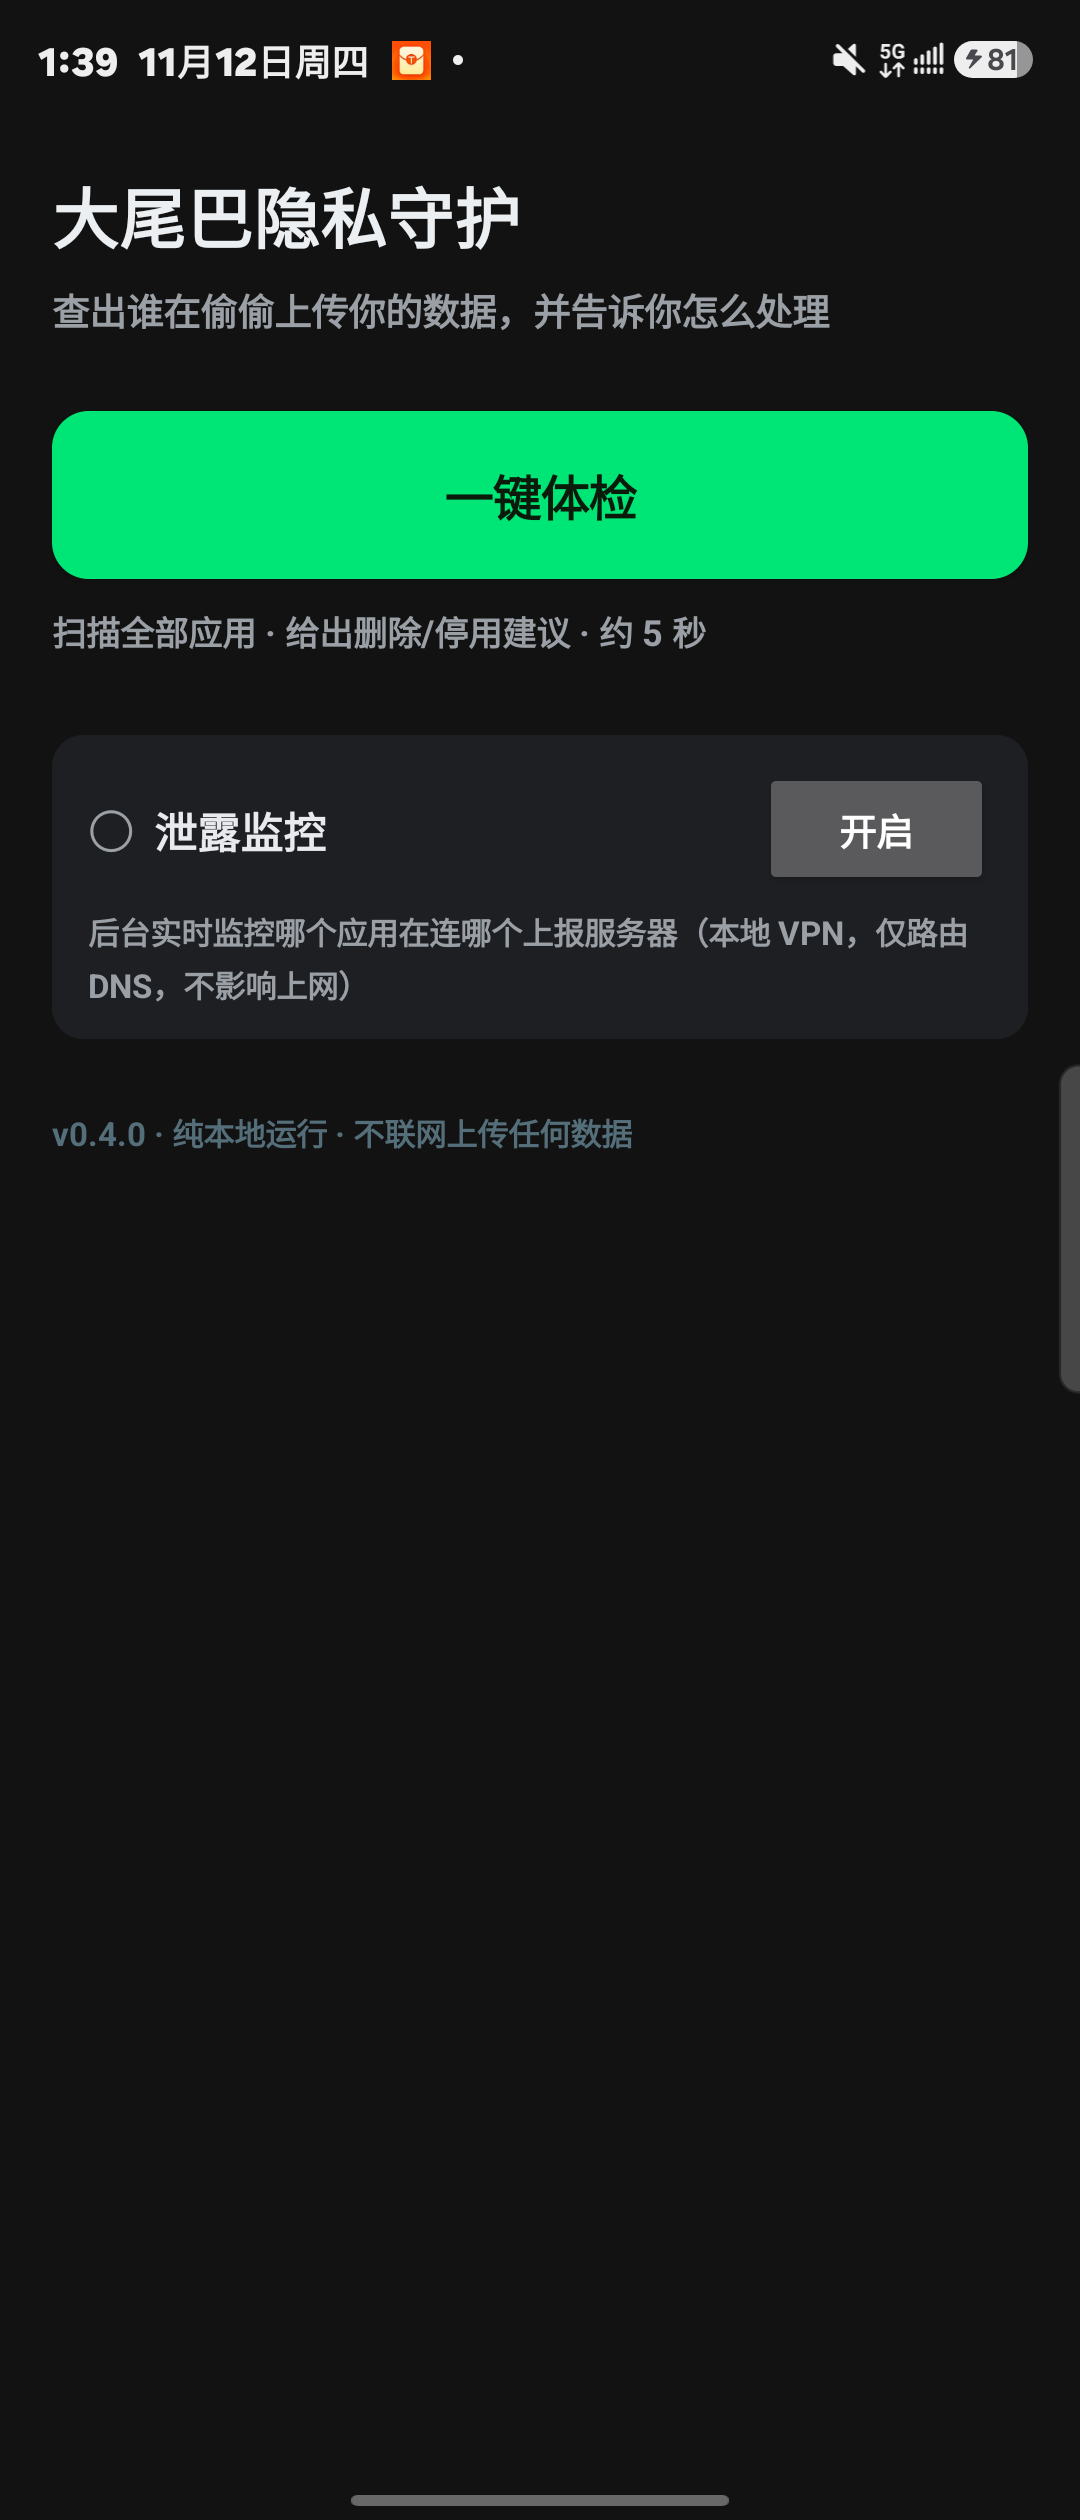 1:39 11月12日周四
5G 81
大尾巴隐私守护
查出谁在偷偷上传你的数据，并告诉你怎么处理
一键体检
扫描全部应用 · 给出删除/停用建议 · 约 5 秒
泄露监控
开启
后台实时监控哪个应用在连哪个上报服务器（本地 VPN，仅路由
DNS，不影响上网）
v0.4.0 · 纯本地运行 · 不联网上传任何数据